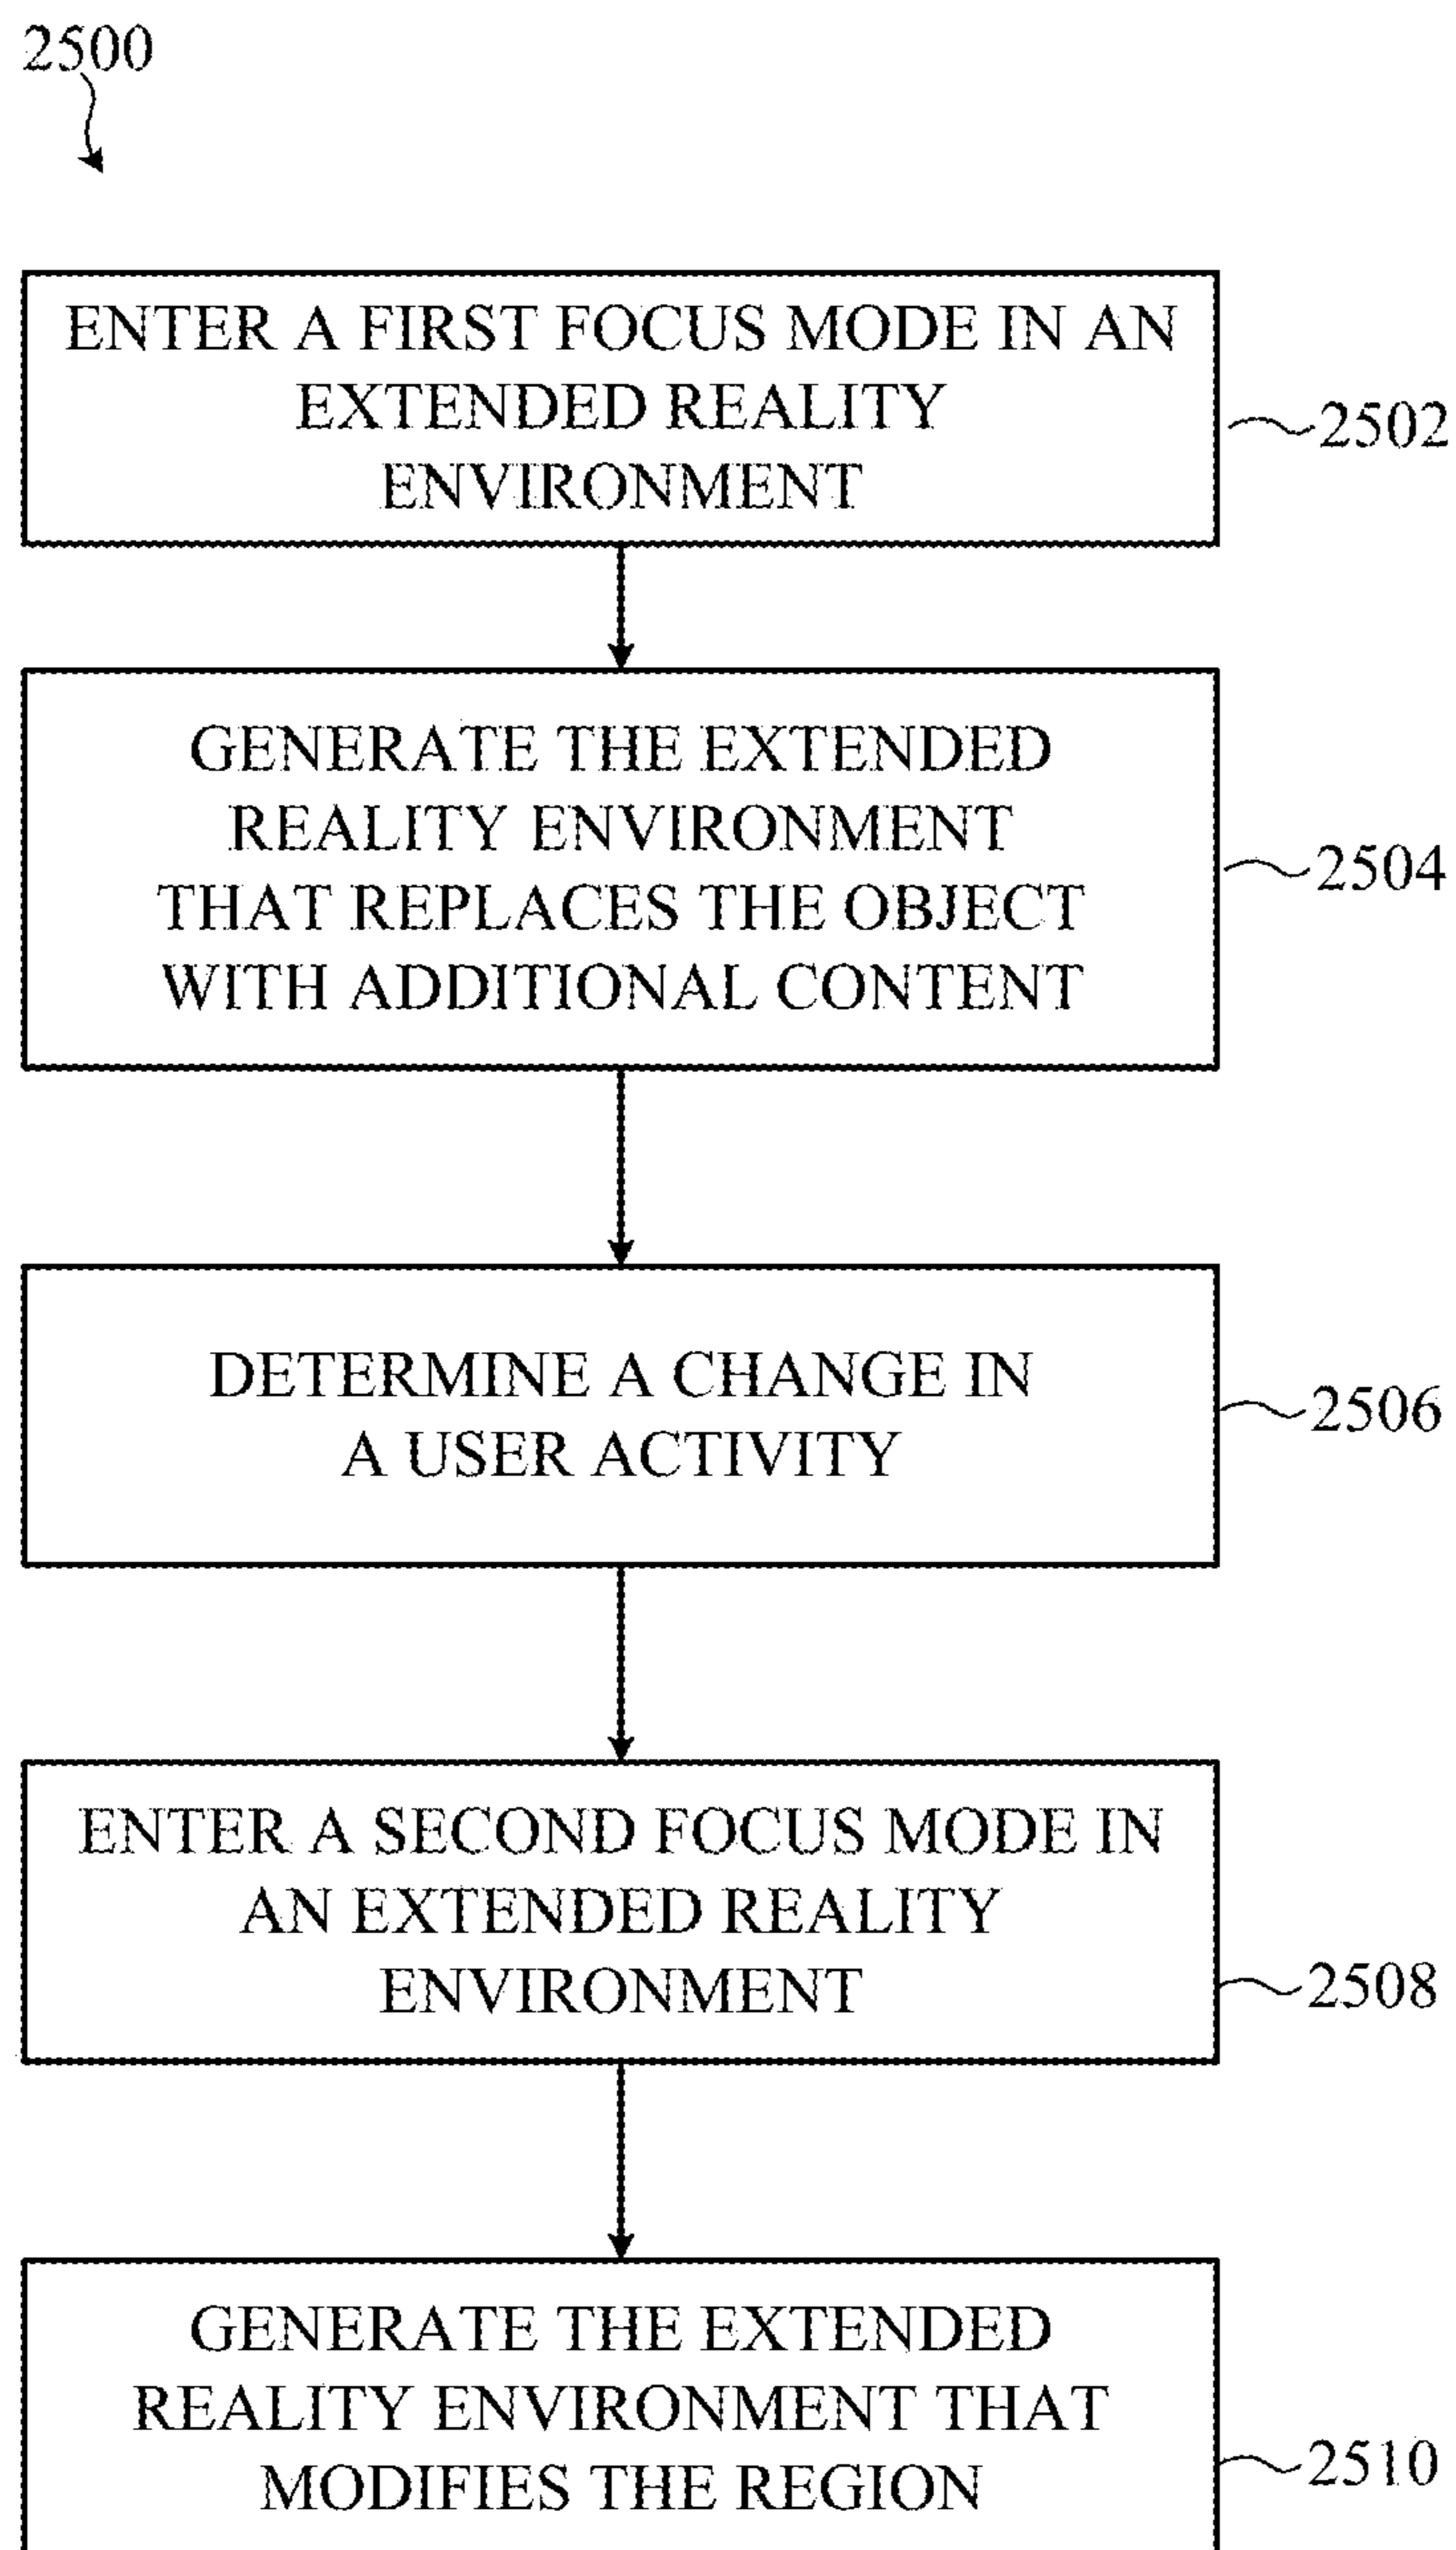 2500
ENTER A FIRST FOCUS MODE IN AN
EXTENDED REALITY
ENVIRONMENT
2502
GENERATE THE EXTENDED
REALITY ENVIRONMENT
THAT REPLACES THE OBJECT
WITH ADDITIONAL CONTENT
2504
DETERMINE A CHANGE IN
A USER ACTIVITY
2506
ENTER A SECOND FOCUS MODE IN
AN EXTENDED REALITY
ENVIRONMENT
2508
GENERATE THE EXTENDED
REALITY ENVIRONMENT THAT
MODIFIES THE REGION
2510